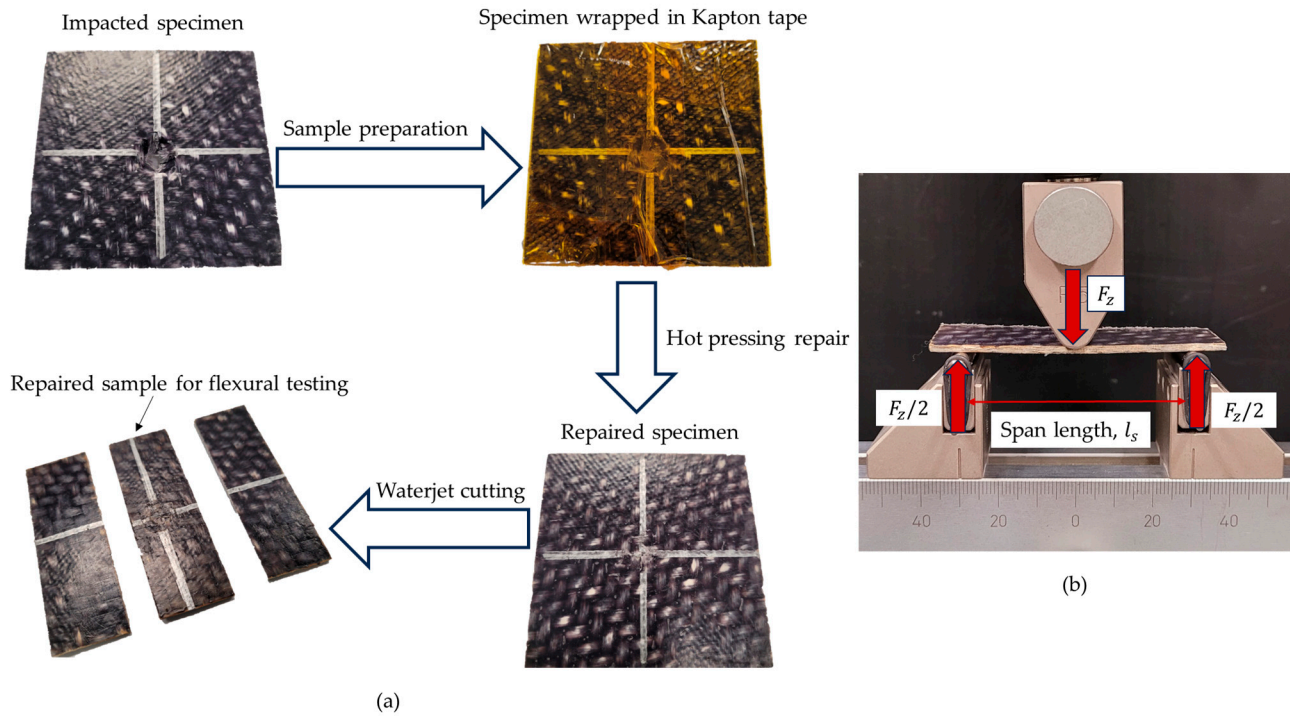 Impacted specimen
Specimen wrapped in Kapton tape
Sample preparation
Hot pressing repair
Repaired sample for flexural testing
Repaired specimen
Waterjet cutting
(a)
F_z
F_z/2
F_z/2
Span length, l_s
40 20 0 20 40
(b)